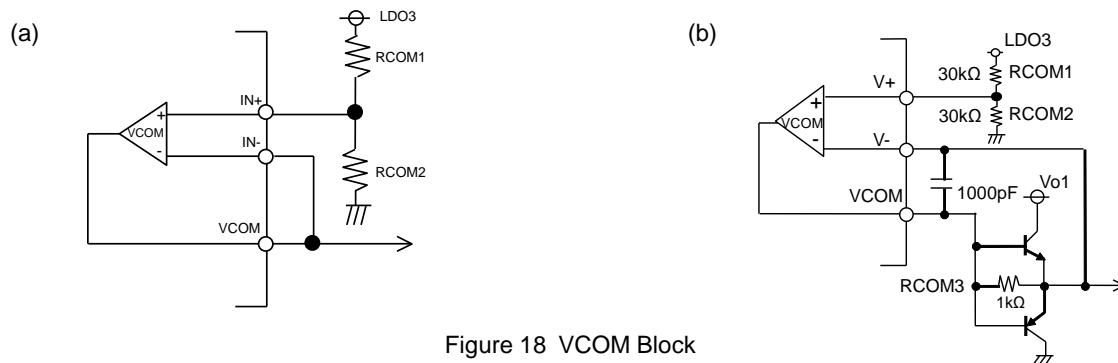 (a)
LDO3
RCOM1
IN+
+
VCOM
-
IN-
RCOM2
VCOM
(b)
LDO3
V+
30kΩ
RCOM1
+
30kΩ
RCOM2
VCOM
-
V-
VCOM
1000pF
Vo1
RCOM3
1kΩ
Figure 18 VCOM Block